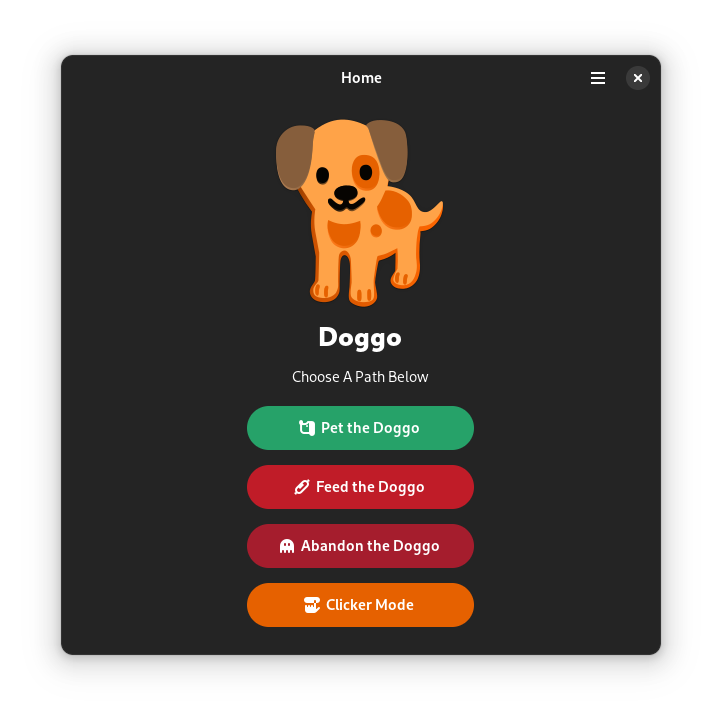 Home
Doggo
Choose A Path Below
Pet the Doggo
Feed the Doggo
Abandon the Doggo
Clicker Mode